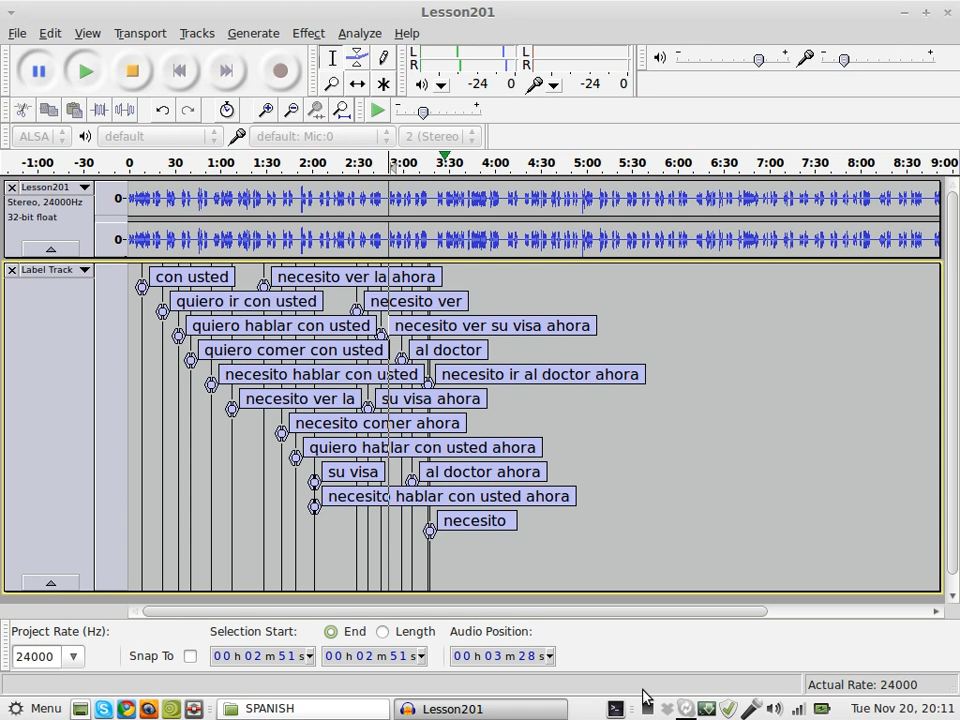 Lesson201
File Edit View Transport Tracks Generate Effect Analyze Help
L
R
-24 0
L
R
-24 0
ALSA default default: Mic:0 2 (Stereo
-1:00 -30 0 30 1:00 1:30 2:00 2:30 3:00 3:30 4:00 4:30 5:00 5:30 6:00 6:30 7:00 7:30 8:00 8:30 9:00
Lesson201
Stereo, 24000Hz
32-bit float
0-
0-
Label Track
con usted necesito ver la ahora
quiero ir con usted necesito ver
quiero hablar con usted necesito ver su visa ahora
quiero comer con usted al doctor
necesito hablar con usted necesito ir al doctor ahora
necesito ver la su visa ahora
necesito comer ahora
quiero hablar con usted ahora
su visa al doctor ahora
necesito hablar con usted ahora
necesito
Project Rate (Hz): Selection Start: End Length Audio Position:
24000 Snap To 00 h 02 m 51 s 00 h 02 m 51 s 00 h 03 m 28 s
Actual Rate: 24000
Menu SPANISH Lesson201 Tue Nov 20, 20:11